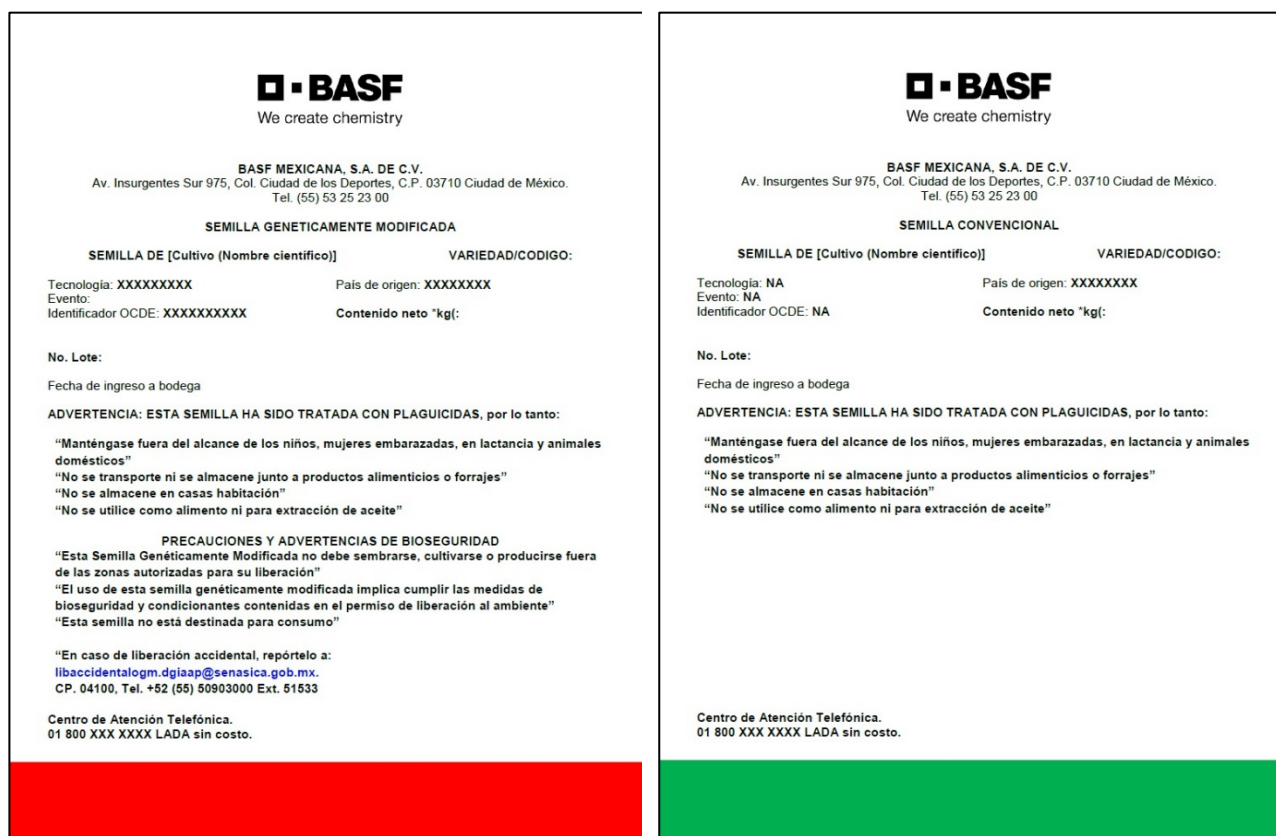 BASF
We create chemistry
BASF MEXICANA, S.A. DE C.V.
Av. Insurgentes Sur 975, Col. Ciudad de los Deportes, C.P. 03710 Ciudad de México.
Tel. (55) 53 25 23 00
SEMILLA GENETICAMENTE MODIFICADA
SEMILLA DE [Cultivo (Nombre científico)] VARIEDAD/CODIGO:
Tecnología: XXXXXXXXX País de origen: XXXXXXXX
Evento:
Identificador OCDE: XXXXXXXXXX Contenido neto *kg(:
No. Lote:
Fecha de ingreso a bodega
ADVERTENCIA: ESTA SEMILLA HA SIDO TRATADA CON PLAGUICIDAS, por lo tanto:
“Manténgase fuera del alcance de los niños, mujeres embarazadas, en lactancia y animales
domésticos”
“No se transporte ni se almacene junto a productos alimenticios o forrajes”
“No se almacene en casas habitación”
“No se utilice como alimento ni para extracción de aceite”
PRECAUCIONES Y ADVERTENCIAS DE BIOSEGURIDAD
“Esta Semilla Genéticamente Modificada no debe sembrarse, cultivarse o producirse fuera
de las zonas autorizadas para su liberación”
“El uso de esta semilla genéticamente modificada implica cumplir las medidas de
bioseguridad y condicionantes contenidas en el permiso de liberación al ambiente”
“Esta semilla no está destinada para consumo”
“En caso de liberación accidental, repórtelo a:
libaccidentalogm.dgiaap@senasica.gob.mx.
CP. 04100, Tel. +52 (55) 50903000 Ext. 51533
Centro de Atención Telefónica.
01 800 XXX XXXX LADA sin costo.
BASF
We create chemistry
BASF MEXICANA, S.A. DE C.V.
Av. Insurgentes Sur 975, Col. Ciudad de los Deportes, C.P. 03710 Ciudad de México.
Tel. (55) 53 25 23 00
SEMILLA CONVENCIONAL
SEMILLA DE [Cultivo (Nombre científico)] VARIEDAD/CODIGO:
Tecnología: NA País de origen: XXXXXXXX
Evento: NA
Identificador OCDE: NA Contenido neto *kg(:
No. Lote:
Fecha de ingreso a bodega
ADVERTENCIA: ESTA SEMILLA HA SIDO TRATADA CON PLAGUICIDAS, por lo tanto:
“Manténgase fuera del alcance de los niños, mujeres embarazadas, en lactancia y animales
domésticos”
“No se transporte ni se almacene junto a productos alimenticios o forrajes”
“No se almacene en casas habitación”
“No se utilice como alimento ni para extracción de aceite”
Centro de Atención Telefónica.
01 800 XXX XXXX LADA sin costo.